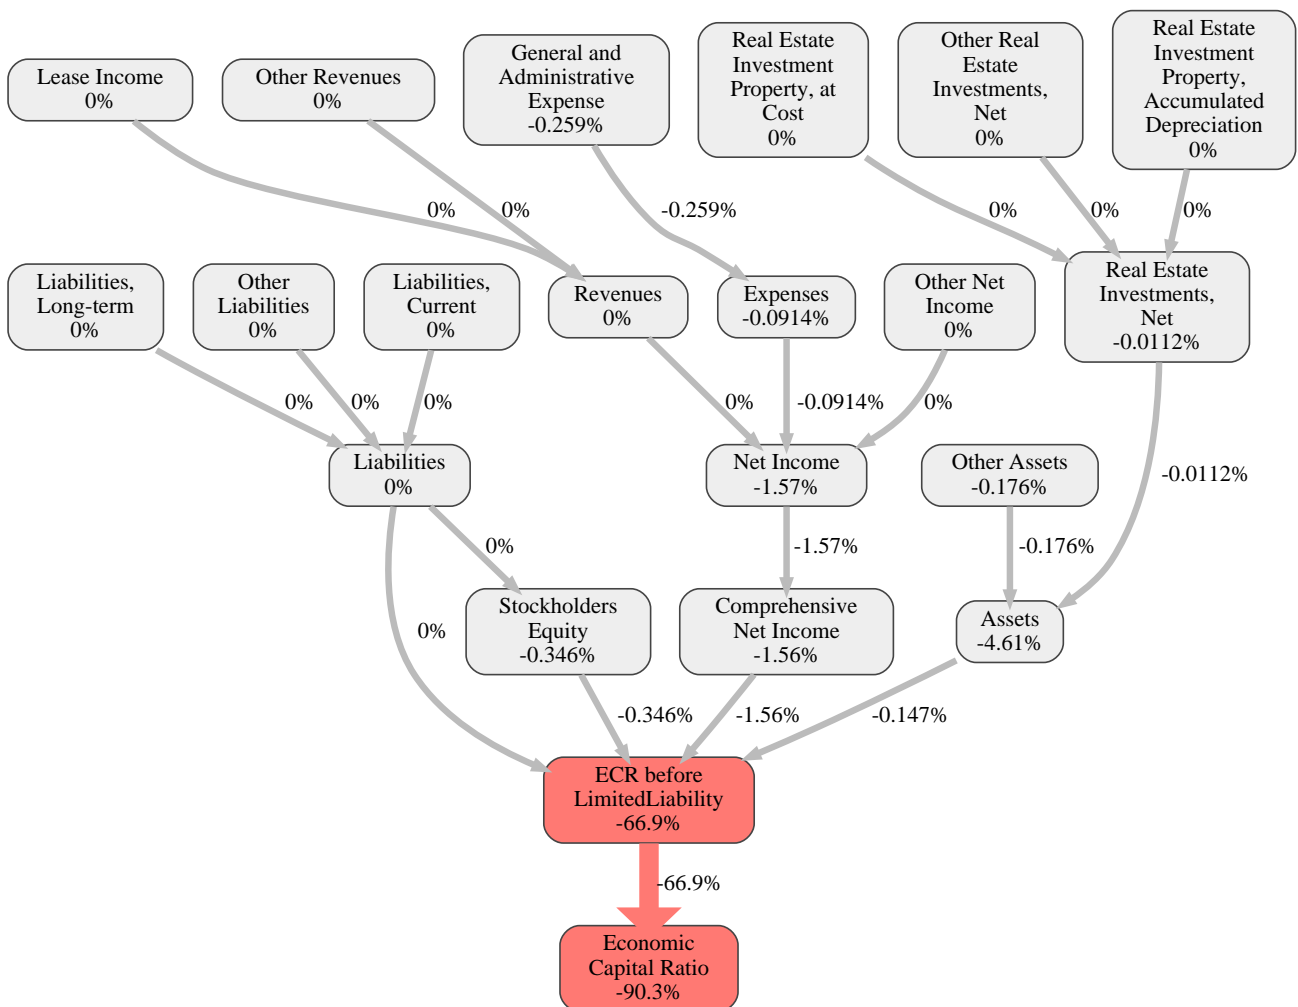 Lease Income
0%
Other Revenues
0%
General and
Administrative
Expense
-0.259%
Real Estate
Investment
Property, at
Cost
0%
Other Real
Estate
Investments,
Net
0%
Real Estate
Investment
Property,
Accumulated
Depreciation
0%
0%
0%
-0.259%
0%
0%
0%
Liabilities,
Long-term
0%
Other
Liabilities
0%
Liabilities,
Current
0%
Revenues
0%
Expenses
-0.0914%
Other Net
Income
0%
Real Estate
Investments,
Net
-0.0112%
0%
0%
0%
0%
-0.0914%
0%
Liabilities
0%
Net Income
-1.57%
Other Assets
-0.176%
-0.0112%
0%
-1.57%
-0.176%
Stockholders
Equity
-0.346%
Comprehensive
Net Income
-1.56%
Assets
-4.61%
0%
-0.346%
-1.56%
-0.147%
ECR before
LimitedLiability
-66.9%
-66.9%
Economic
Capital Ratio
-90.3%